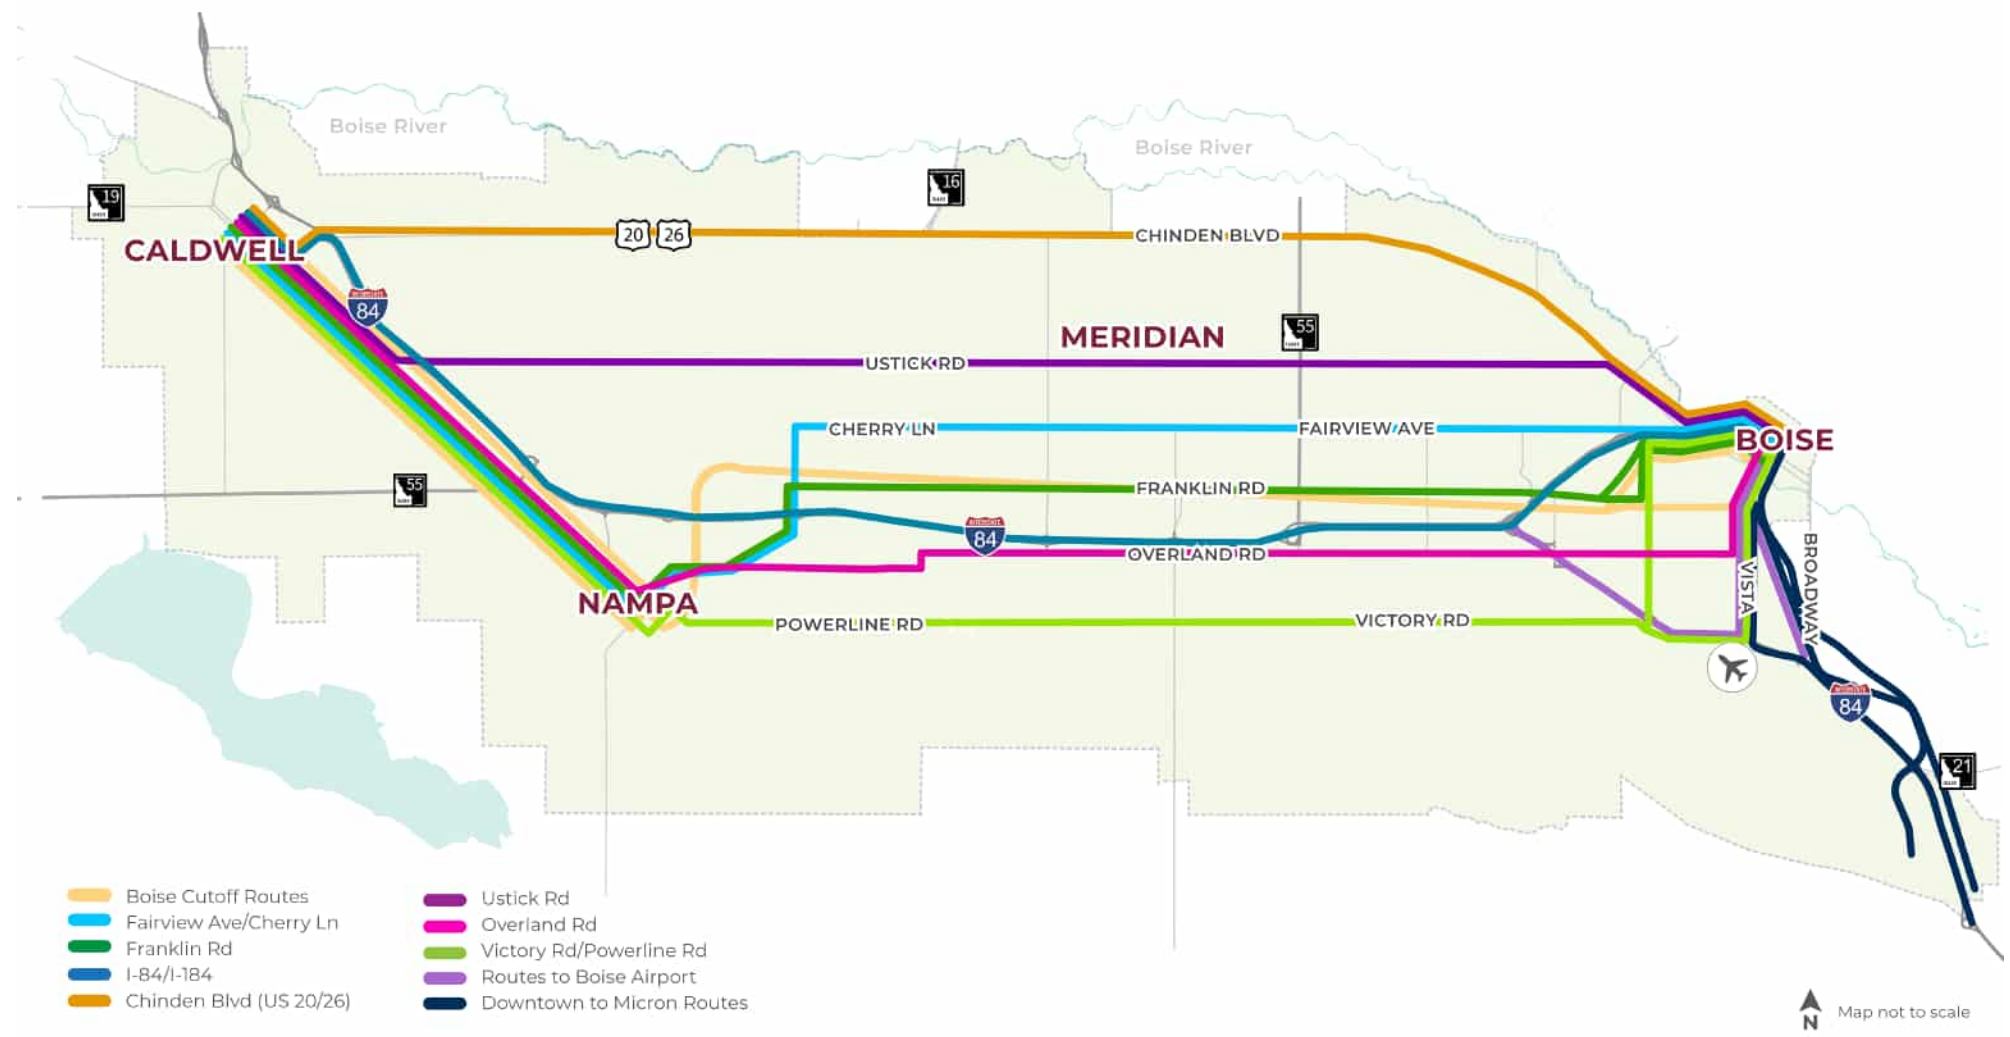 Boise River
Boise River
19
16
CALDWELL
20
26
CHINDEN BLVD
84
MERIDIAN
55
USTICK RD
CHERRY LN
FAIRVIEW AVE
BOISE
55
FRANKLIN RD
84
OVERLAND RD
NAMPA
POWERLINE RD
VICTORY RD
VISTA
BROADWAY
84
21
Boise Cutoff Routes
Fairview Ave/Cherry Ln
Franklin Rd
I-84/I-184
Chinden Blvd (US 20/26)
Ustick Rd
Overland Rd
Victory Rd/Powerline Rd
Routes to Boise Airport
Downtown to Micron Routes
N
Map not to scale